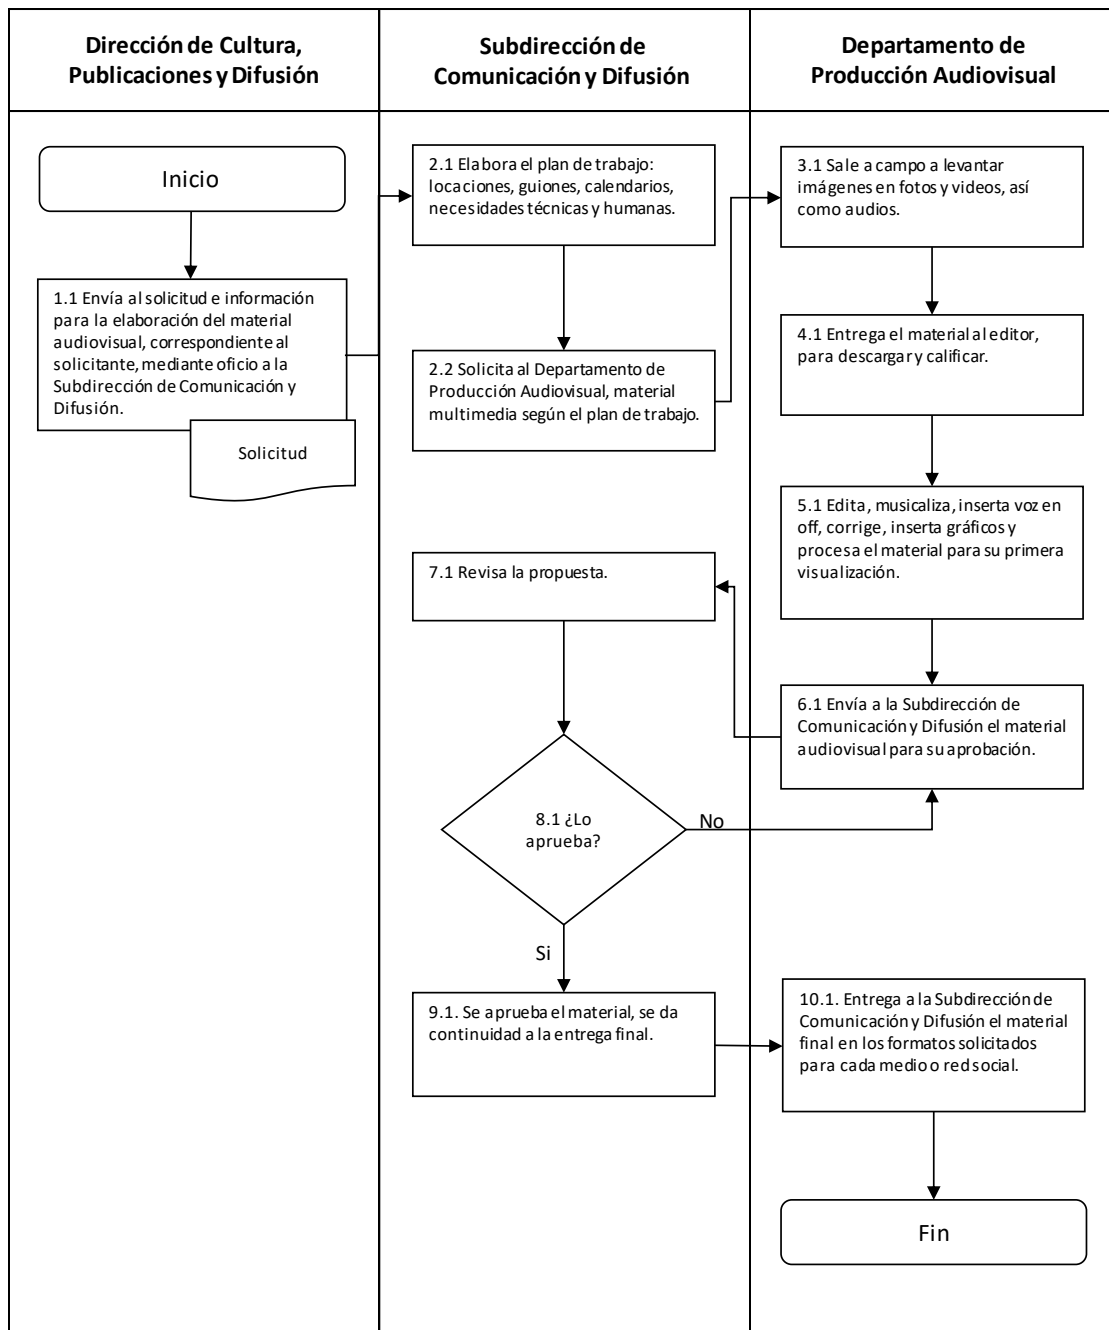 Dirección de Cultura,
Publicaciones y Difusión
Subdirección de
Comunicación y Difusión
Departamento de
Producción Audiovisual
Inicio
1.1 Envía al solicitud e información
para la elaboración del material
audiovisual, correspondiente al
solicitante, mediante oficio a la
Subdirección de Comunicación y
Difusión.
Solicitud
2.1 Elabora el plan de trabajo:
locaciones, guiones, calendarios,
necesidades técnicas y humanas.
2.2 Solicita al Departamento de
Producción Audiovisual, material
multimedia según el plan de trabajo.
3.1 Sale a campo a levantar
imágenes en fotos y videos, así
como audios.
4.1 Entrega el material al editor,
para descargar y calificar.
5.1 Edita, musicaliza, inserta voz en
off, corrige, inserta gráficos y
procesa el material para su primera
visualización.
6.1 Envía a la Subdirección de
Comunicación y Difusión el material
audiovisual para su aprobación.
7.1 Revisa la propuesta.
8.1 ¿Lo
aprueba?
No
Si
9.1. Se aprueba el material, se da
continuidad a la entrega final.
10.1. Entrega a la Subdirección de
Comunicación y Difusión el material
final en los formatos solicitados
para cada medio o red social.
Fin